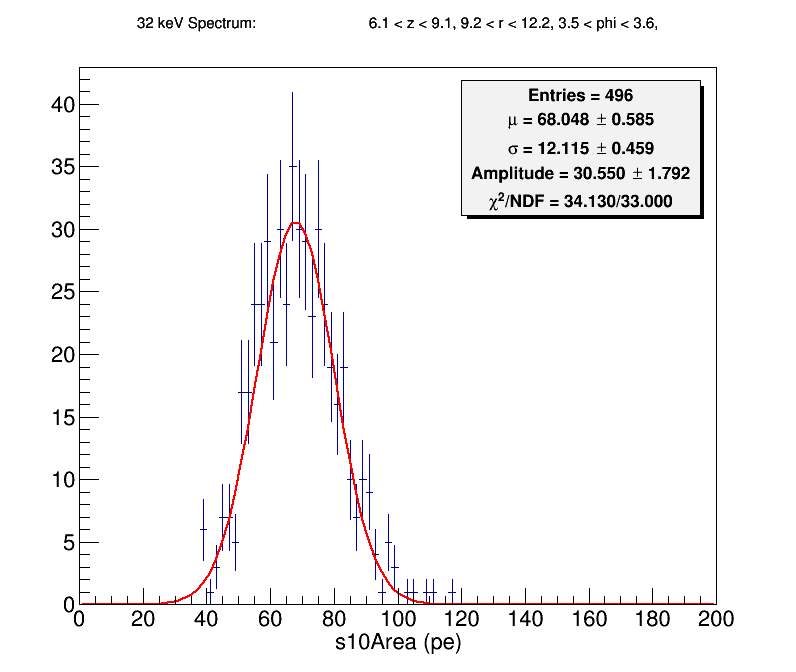 32 keV Spectrum: 6.1 < z < 9.1, 9.2 < r < 12.2, 3.5 < phi < 3.6,
Entries = 496
μ = 68.048 ± 0.585
σ = 12.115 ± 0.459
Amplitude = 30.550 ± 1.792
χ²/NDF = 34.130/33.000
40
35
30
25
20
15
10
5
0
0 20 40 60 80 100 120 140 160 180 200
s10Area (pe)